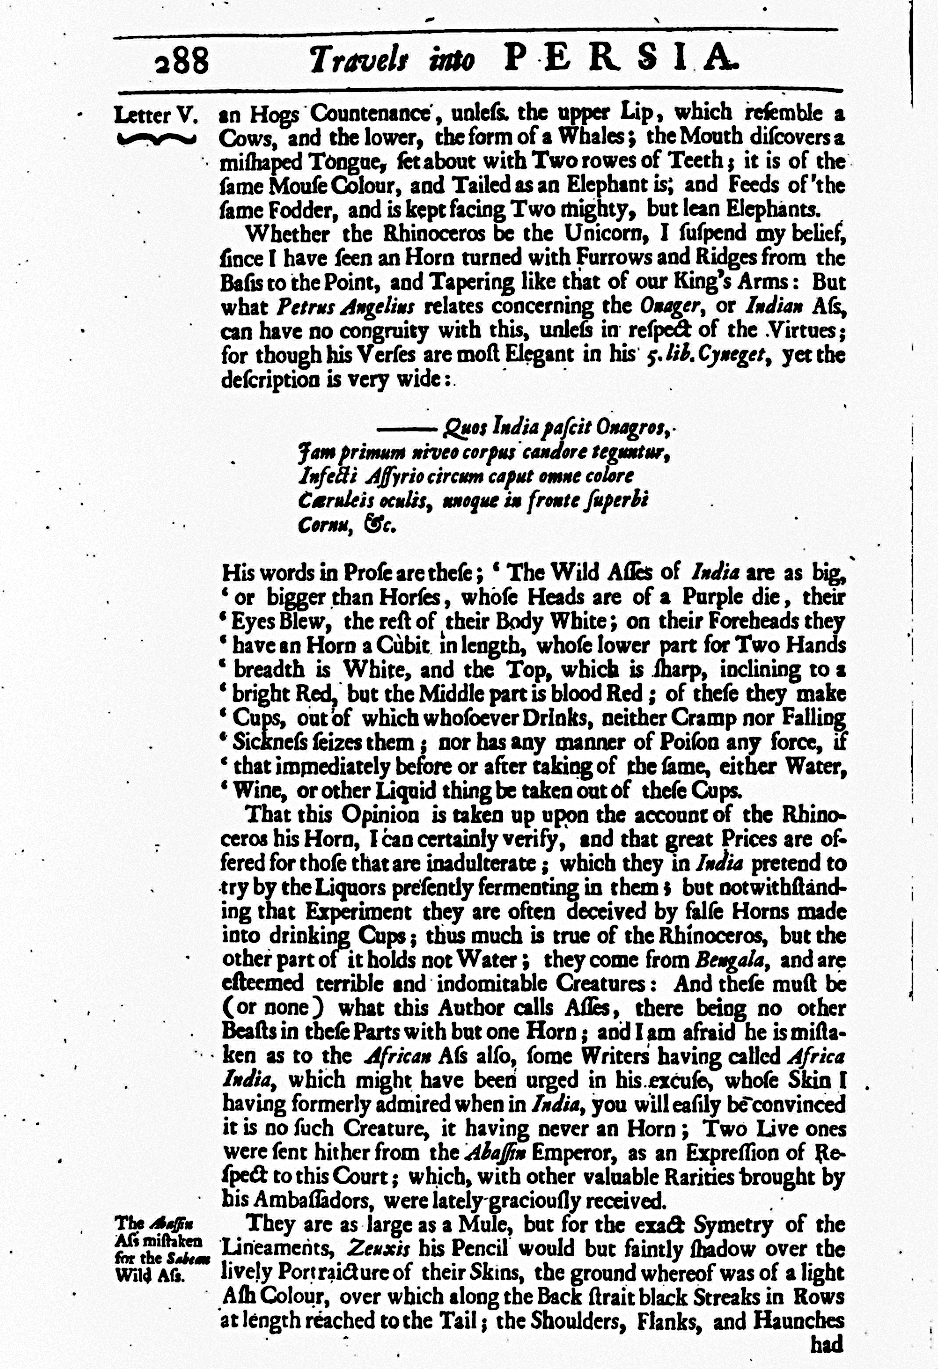 288 Travels into PERSIA.
Letter V.
an Hogs Countenance, unleſs the upper Lip, which reſemble a
Cows, and the lower, the form of a Whales; the Mouth diſcovers a
miſhaped Tongue, ſet about with Two rowes of Teeth; it is of the
ſame Mouſe Colour, and Tailed as an Elephant is; and Feeds of the
ſame Fodder, and is kept facing Two mighty, but lean Elephants.
Whether the Rhinoceros be the Unicorn, I ſuſpend my belief,
ſince I have ſeen an Horn turned with Furrows and Ridges from the
Baſis to the Point, and Tapering like that of our King's Arms: But
what Petrus Angelius relates concerning the Onager, or Indian Aſs,
can have no congruity with this, unleſs in reſpect of the Virtues;
for though his Verſes are moſt Elegant in his 5. lib. Cyneget, yet the
deſcription is very wide:
—— Quos India paſcit Onagros,
Jam primum niveo corpus candore teguntur,
Infecti Aſſyrio circum caput omne colore
Cæruleis oculis, unoque in fronte ſuperbi
Cornu, &c.
His words in Proſe are theſe; ‘ The Wild Aſſes of India are as big,
‘ or bigger than Horſes, whoſe Heads are of a Purple die, their
‘ Eyes Blew, the reſt of their Body White; on their Foreheads they
‘ have an Horn a Cubit in length, whoſe lower part for Two Hands
‘ breadth is White, and the Top, which is ſharp, inclining to a
‘ bright Red, but the Middle part is blood Red; of theſe they make
‘ Cups, out of which whoſoever Drinks, neither Cramp nor Falling
‘ Sickneſs ſeizes them; nor has any manner of Poiſon any force, if
‘ that immediately before or after taking of the ſame, either Water,
‘ Wine, or other Liquid thing be taken out of theſe Cups.
That this Opinion is taken up upon the account of the Rhino-
ceros his Horn, I can certainly verify, and that great Prices are of-
fered for thoſe that are inadulterate; which they in India pretend to
try by the Liquors preſently fermenting in them; but notwithſtand-
ing that Experiment they are often deceived by falſe Horns made
into drinking Cups; thus much is true of the Rhinoceros, but the
other part of it holds not Water; they come from Bengala, and are
eſteemed terrible and indomitable Creatures: And theſe muſt be
(or none) what this Author calls Aſſes, there being no other
Beaſts in theſe Parts with but one Horn; and I am afraid he is miſta-
ken as to the African Aſs alſo, ſome Writers having called Africa
India, which might have been urged in his excuſe, whoſe Skin I
having formerly admired when in India, you will eaſily be convinced
it is no ſuch Creature, it having never an Horn; Two Live ones
were ſent hither from the Abaſſin Emperor, as an Expreſſion of Re-
ſpect to this Court; which, with other valuable Rarities brought by
his Ambaſſadors, were lately graciouſly received.
The Abaſſin
Aſs miſtaken
for the Sabean
Wild Aſs.
They are as large as a Mule, but for the exact Symetry of the
Lineaments, Zeuxis his Pencil would but faintly ſhadow over the
lively Portraicture of their Skins, the ground whereof was of a light
Aſh Colour, over which along the Back ſtrait black Streaks in Rows
at length reached to the Tail; the Shoulders, Flanks, and Haunches
had